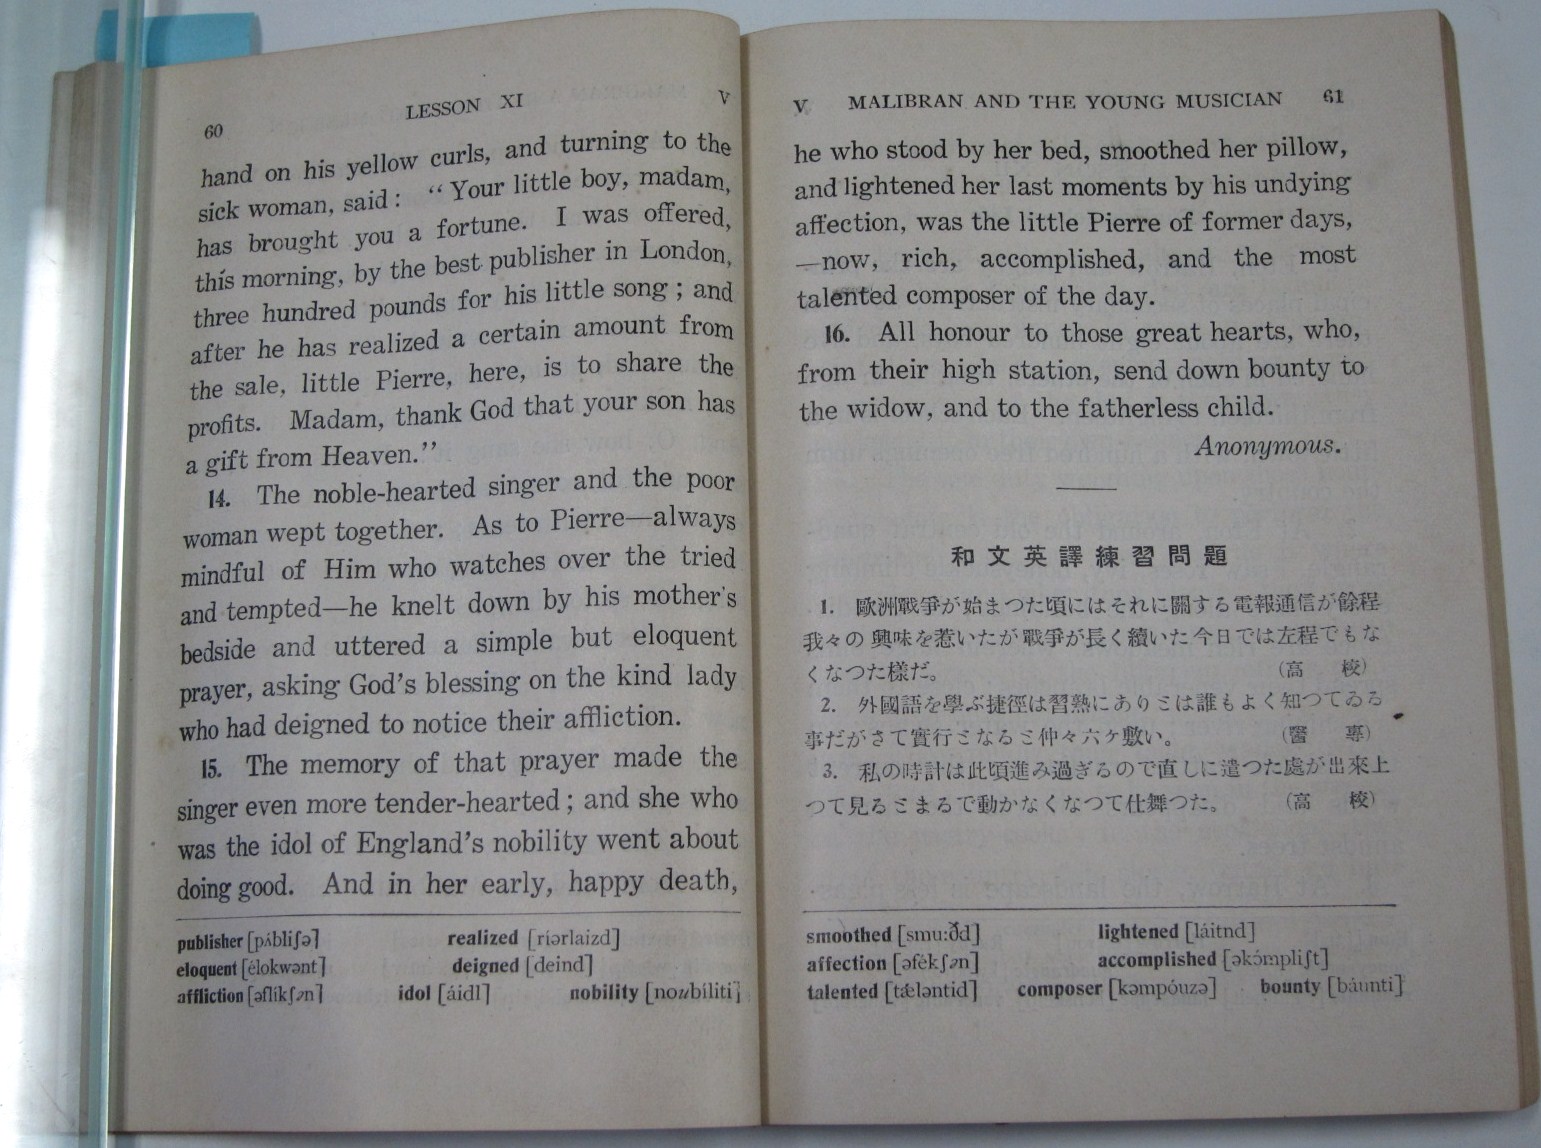 60
LESSON XI
V
hand on his yellow curls, and turning to the
sick woman, said: “Your little boy, madam,
has brought you a fortune. I was offered,
this morning, by the best publisher in London,
three hundred pounds for his little song; and
after he has realized a certain amount from
the sale, little Pierre, here, is to share the
profits. Madam, thank God that your son has
a gift from Heaven.”
14. The noble-hearted singer and the poor
woman wept together. As to Pierre—always
mindful of Him who watches over the tried
and tempted—he knelt down by his mother's
bedside and uttered a simple but eloquent
prayer, asking God's blessing on the kind lady
who had deigned to notice their affliction.
15. The memory of that prayer made the
singer even more tender-hearted; and she who
was the idol of England's nobility went about
doing good. And in her early, happy death,
publisher [pʌ́bliʃə] realized [ríərlaizd]
eloquent [élokwənt] deigned [deind]
affliction [əflíkʃən] idol [áidl] nobility [noubíliti]
V MALIBRAN AND THE YOUNG MUSICIAN 61
he who stood by her bed, smoothed her pillow,
and lightened her last moments by his undying
affection, was the little Pierre of former days,
—now, rich, accomplished, and the most
talented composer of the day.
16. All honour to those great hearts, who,
from their high station, send down bounty to
the widow, and to the fatherless child.
Anonymous.
和文英譯練習問題
1. 歐洲戰爭が始まつた頃にはそれに關する電報通信が餘程
我々の興味を惹いたが戰爭が長く續いた今日では左程でもな
くなつた樣だ。 (高 校)
2. 外國語を學ぶ捷徑は習熟にありとは誰もよく知つてゐる
事だがさて實行となると仲々六ケ敷い。 (醫 專)
3. 私の時計は此頃進み過ぎるので直しに遣つた處が出來上
つて見るとまるで動かなくなつて仕舞つた。 (高 校)
smoothed [smu:ðd] lightened [láitnd]
affection [əfékʃən] accomplished [əkɔ́mpliʃt]
talented [tǽləntid] composer [kəmpóuzə] bounty [báunti]